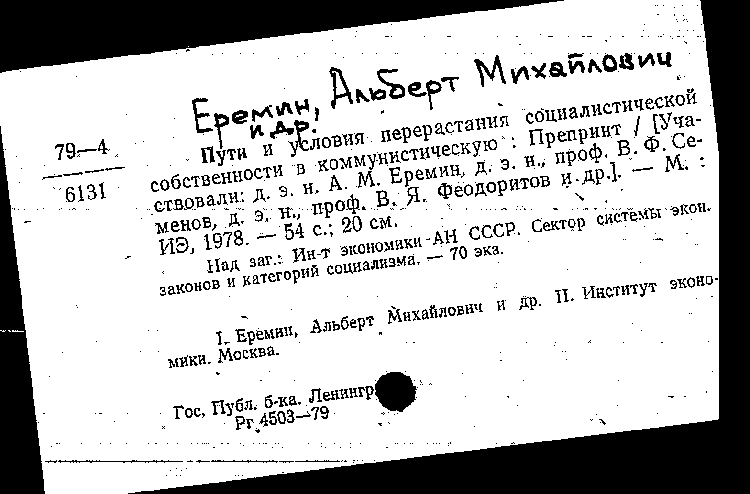 Еремин, Альберт Михайлович
и др.
79—4
6131
Пути и условия перерастания социалистической
собственности в коммунистическую : Препринт / [Уча-
ствовали: д. э. н. А. М. Еремин, д. э. н., проф. В. Ф. Се-
менов, д. э. н., проф. В. Я. Феодоритов и др.]. — М. :
ИЭ, 1978. — 54 с.; 20 см.
Над заг.: Ин-т экономики АН СССР. Сектор системы экон.
законов и категорий социализма. — 70 экз.
I. Еремин, Альберт Михайлович и др. II. Институт эконо-
мики. Москва.
Гос. Публ. б-ка. Ленингр
Рг 4503—79